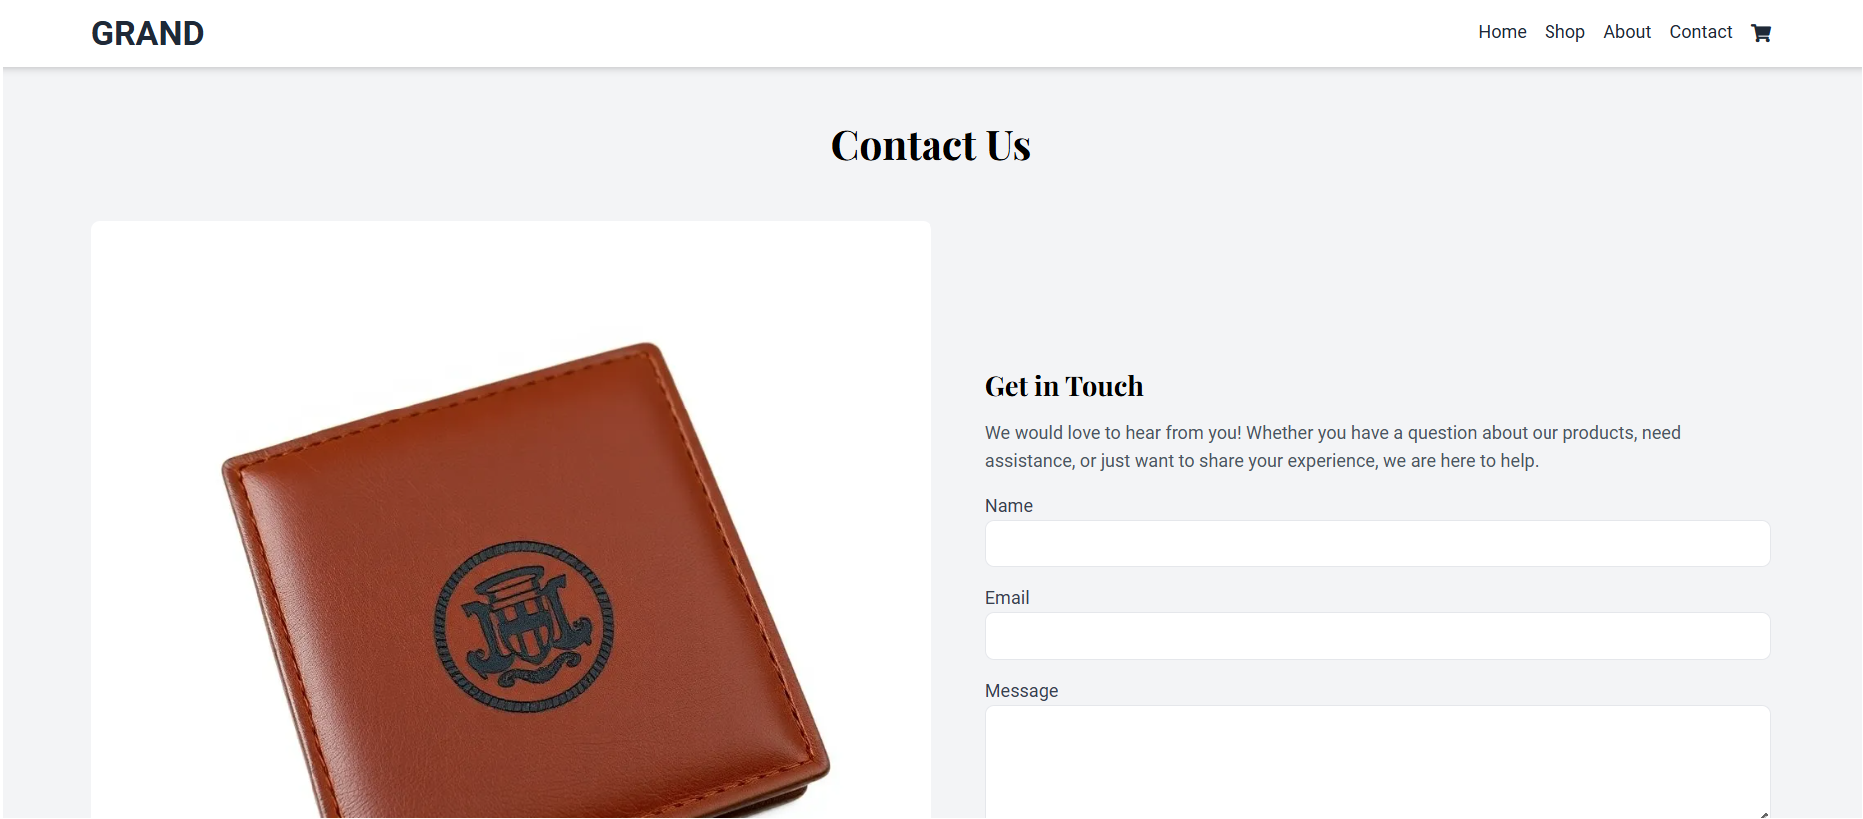 GRAND
Home Shop About Contact
Contact Us
Get in Touch
We would love to hear from you! Whether you have a question about our products, need
assistance, or just want to share your experience, we are here to help.
Name
Email
Message